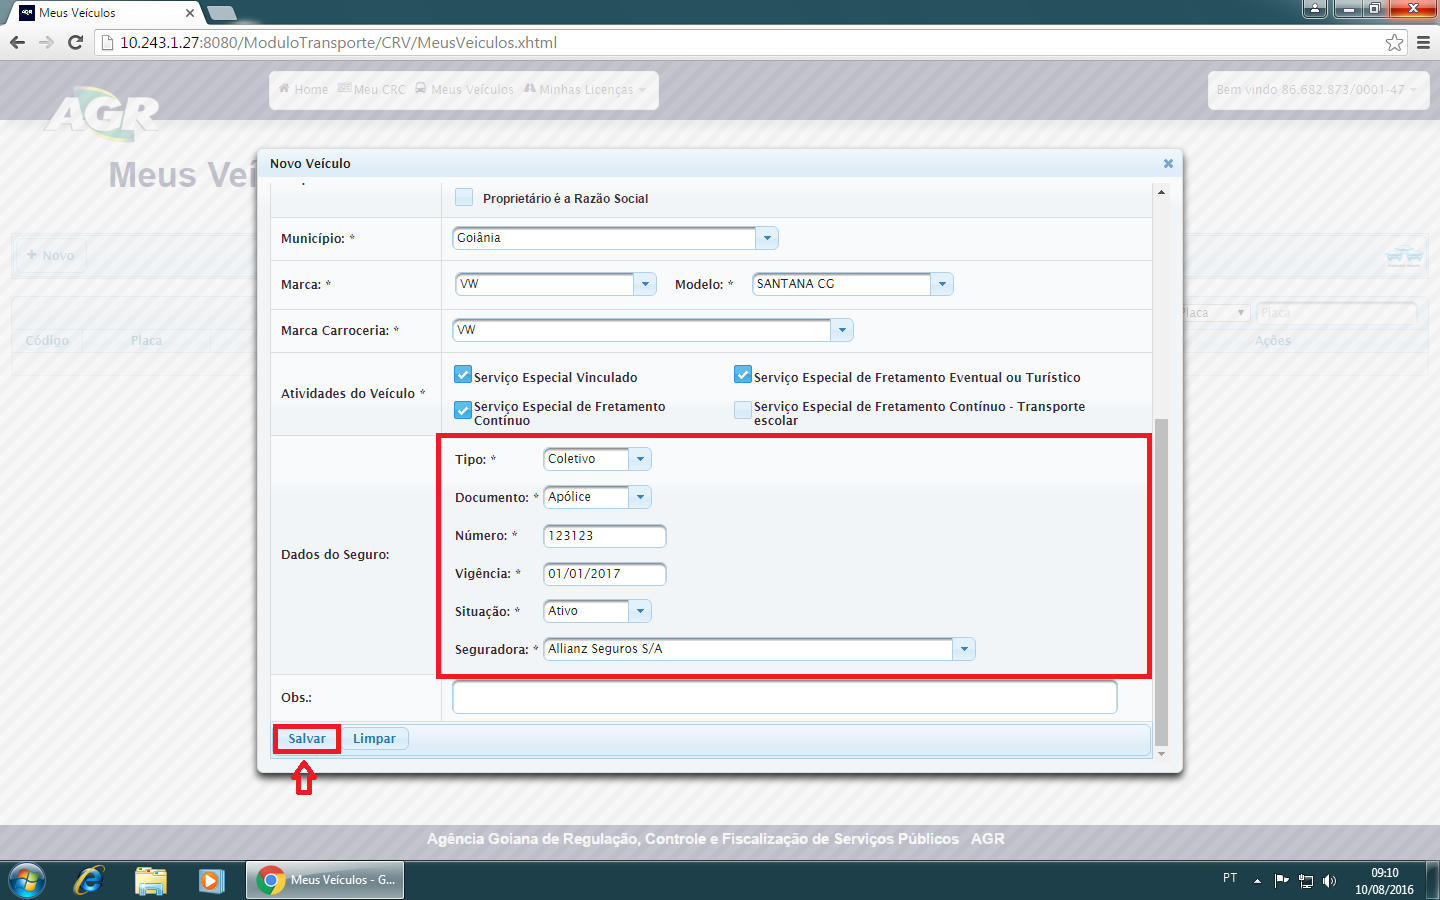 AGR Meus Veículos
10.243.1.27:8080/ModuloTransporte/CRV/MeusVeiculos.xhtml
AGR
Home Meu CRC Meus Veículos Minhas Licenças
Bem vindo 86.682.873/0001-47
Meus Veí
Novo
Placa Placa
Código Placa Ações
Novo Veículo
Proprietário é a Razão Social
Município: * Goiânia
Marca: * VW Modelo: * SANTANA CG
Marca Carroceria: * VW
Atividades do Veículo *
Serviço Especial Vinculado
Serviço Especial de Fretamento Eventual ou Turístico
Serviço Especial de Fretamento
Contínuo
Serviço Especial de Fretamento Contínuo - Transporte
escolar
Dados do Seguro:
Tipo: * Coletivo
Documento: * Apólice
Número: * 123123
Vigência: * 01/01/2017
Situação: * Ativo
Seguradora: * Allianz Seguros S/A
Obs.:
Salvar Limpar
Agência Goiana de Regulação, Controle e Fiscalização de Serviços Públicos AGR
Meus Veículos - G...
PT
09:10
10/08/2016